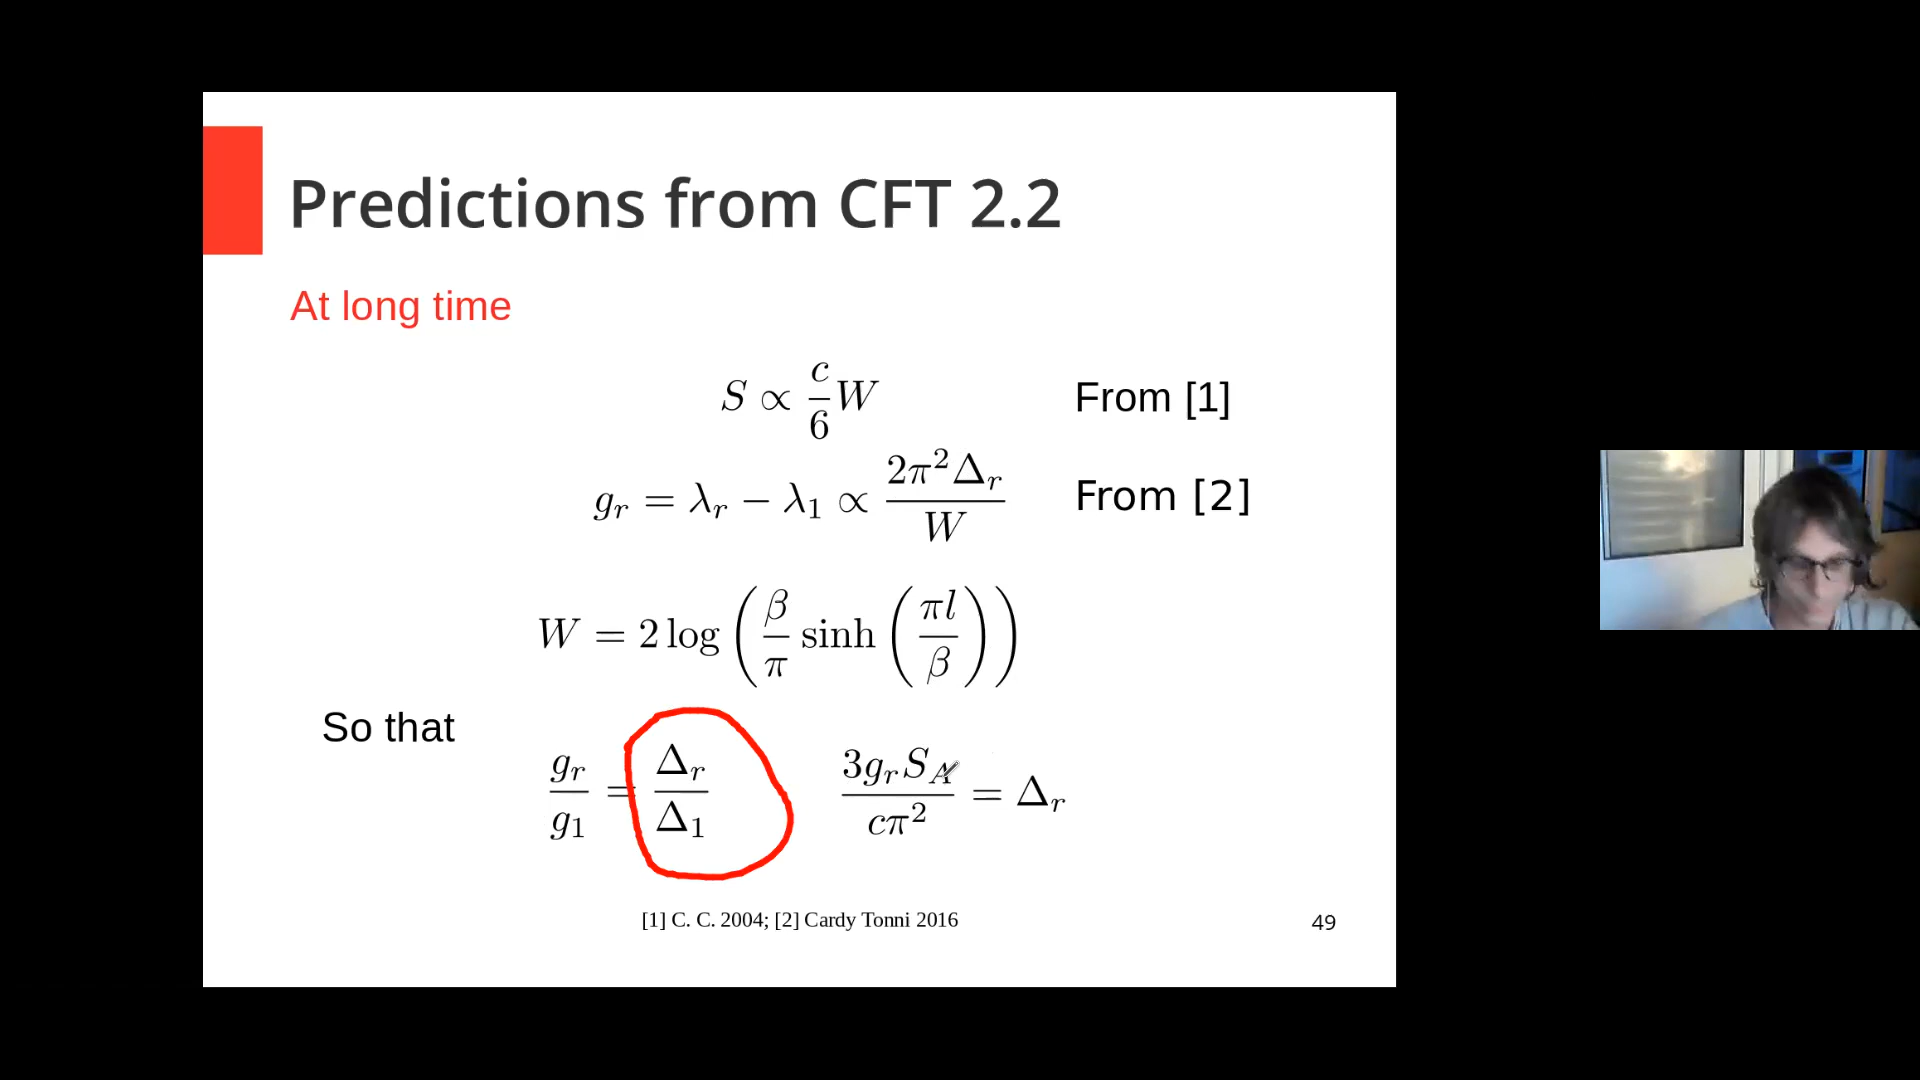 Predictions from CFT 2.2
At long time
S ∝ c/6 W From [1]
g_r = λ_r − λ_1 ∝ 2π²Δ_r / W From [2]
W = 2 log (β/π sinh (πl/β))
So that
g_r/g_1 = Δ_r/Δ_1 3g_r S_A / cπ² = Δ_r
[1] C. C. 2004; [2] Cardy Tonni 2016
49